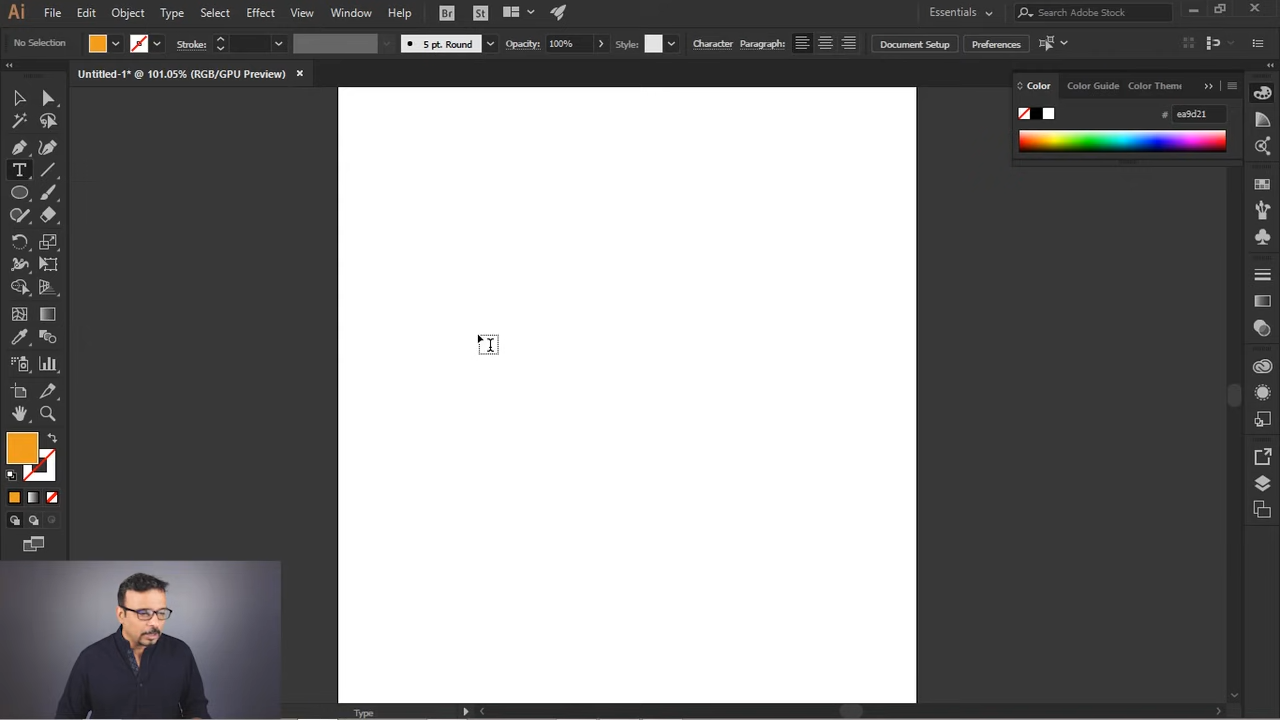 Ai File Edit Object Type Select Effect View Window Help Br St Essentials Search Adobe Stock
No Selection Stroke: 5 pt. Round Opacity: 100% Style: Character Paragraph: Document Setup Preferences
Untitled-1* @ 101.05% (RGB/GPU Preview)
Color Color Guide Color Theme
# ea9d21
Type